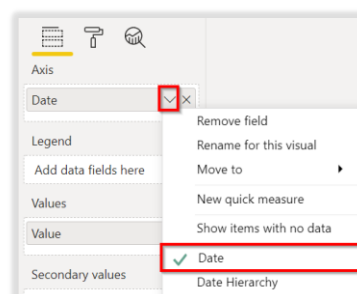 Axis
Date
Legend
Add data fields here
Values
Value
Secondary values
Remove field
Rename for this visual
Move to
New quick measure
Show items with no data
Date
Date Hierarchy